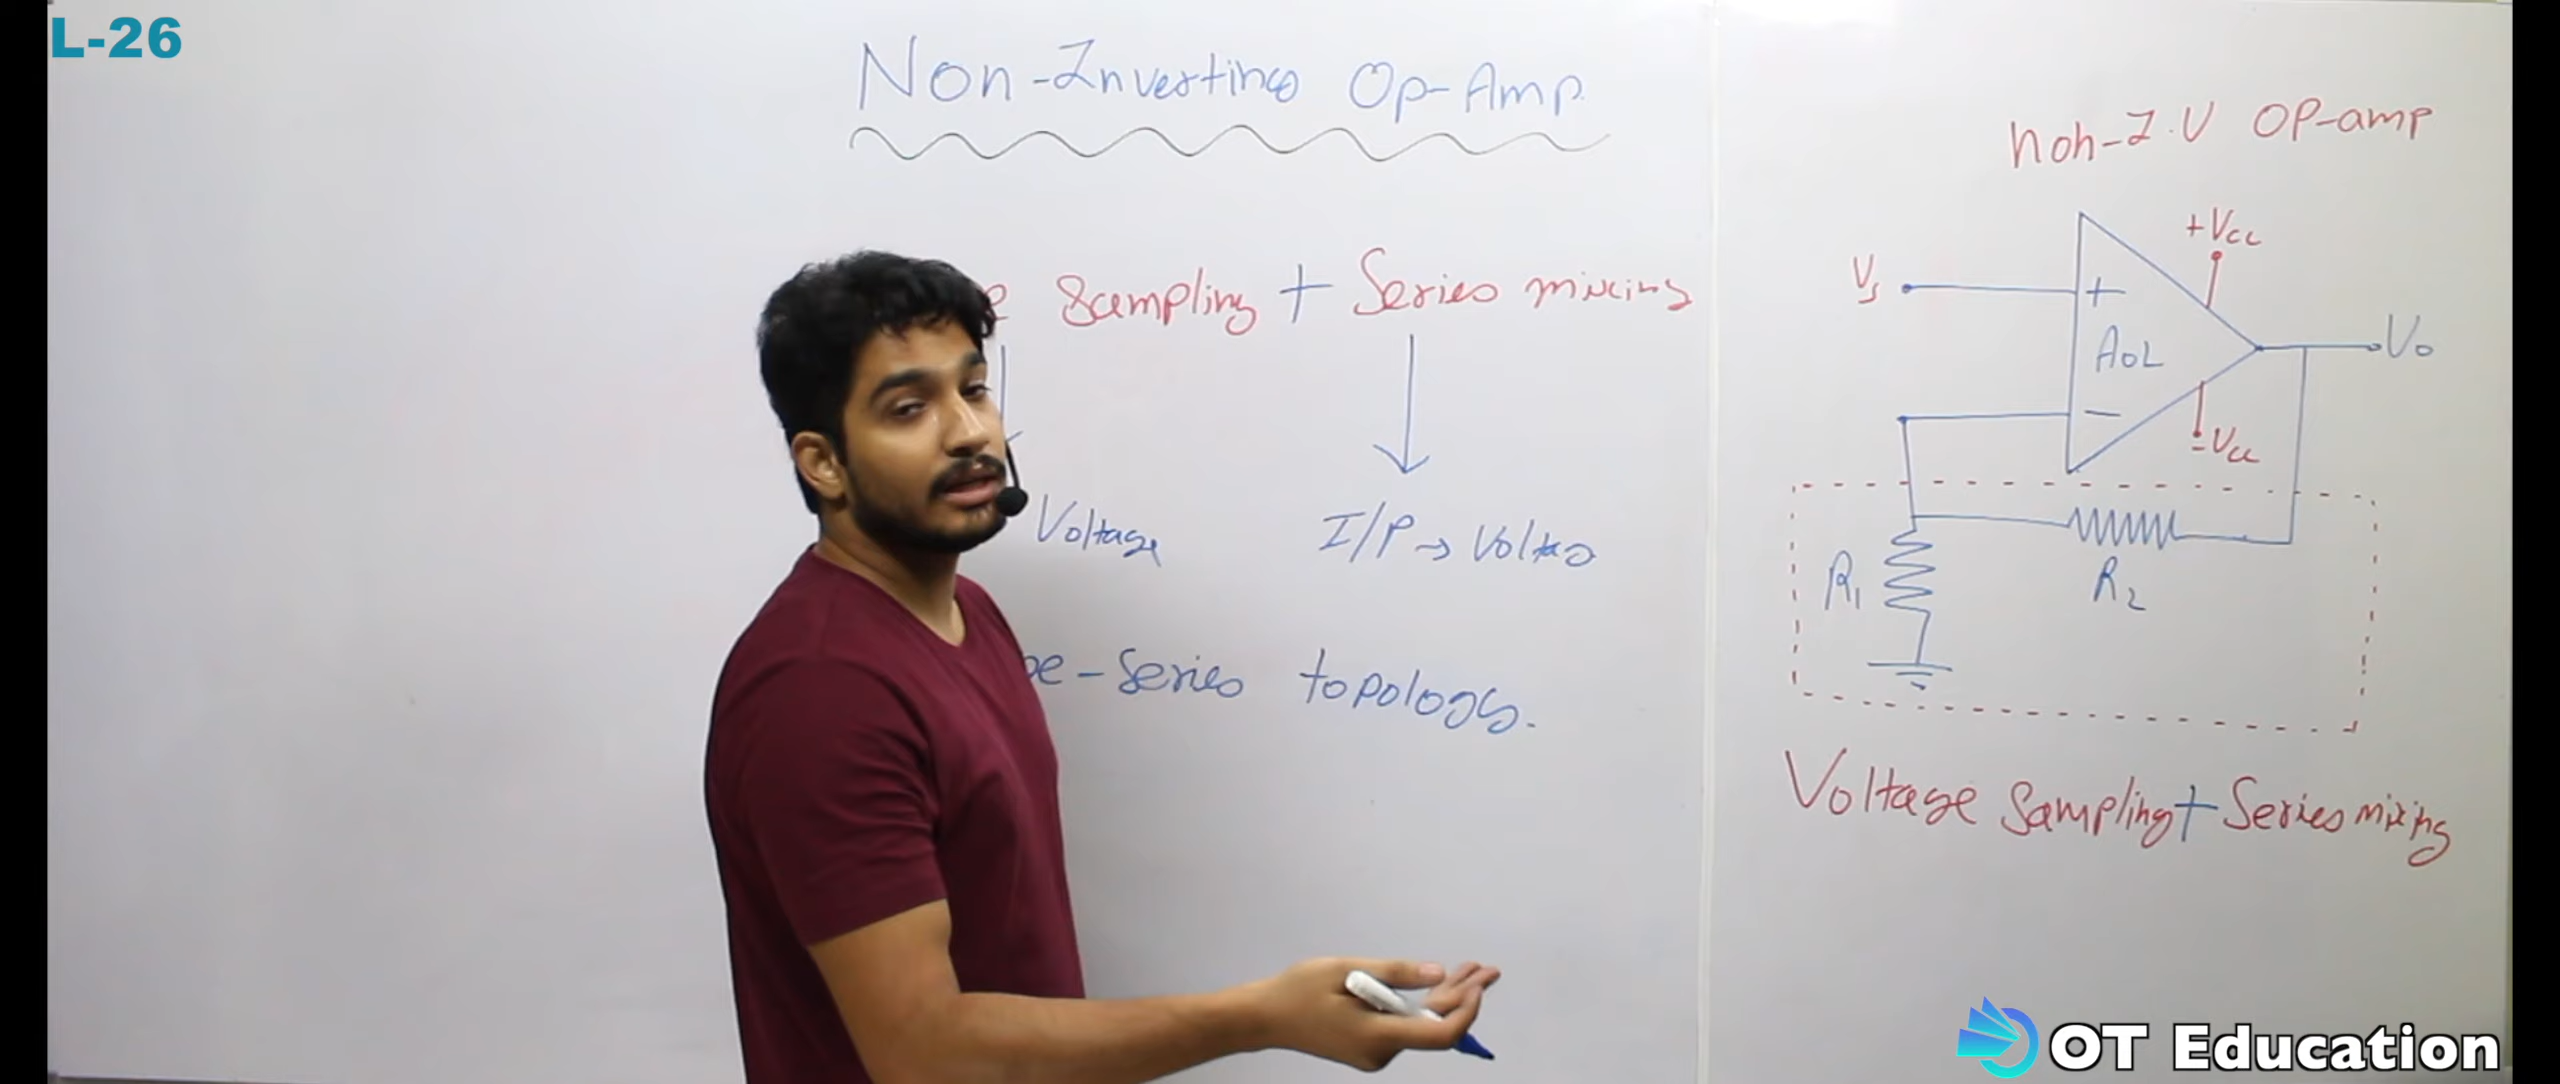 L-26
Non-Inverting Op-Amp
Sampling + Series mixing
Voltage
I/P → Voltag
-Series topology.
non-I.V OP-amp
+Vcc
Vs
+
AOL
Vo
-
-Vcc
R1
R2
Voltage Sampling + Series mixing
OT Education